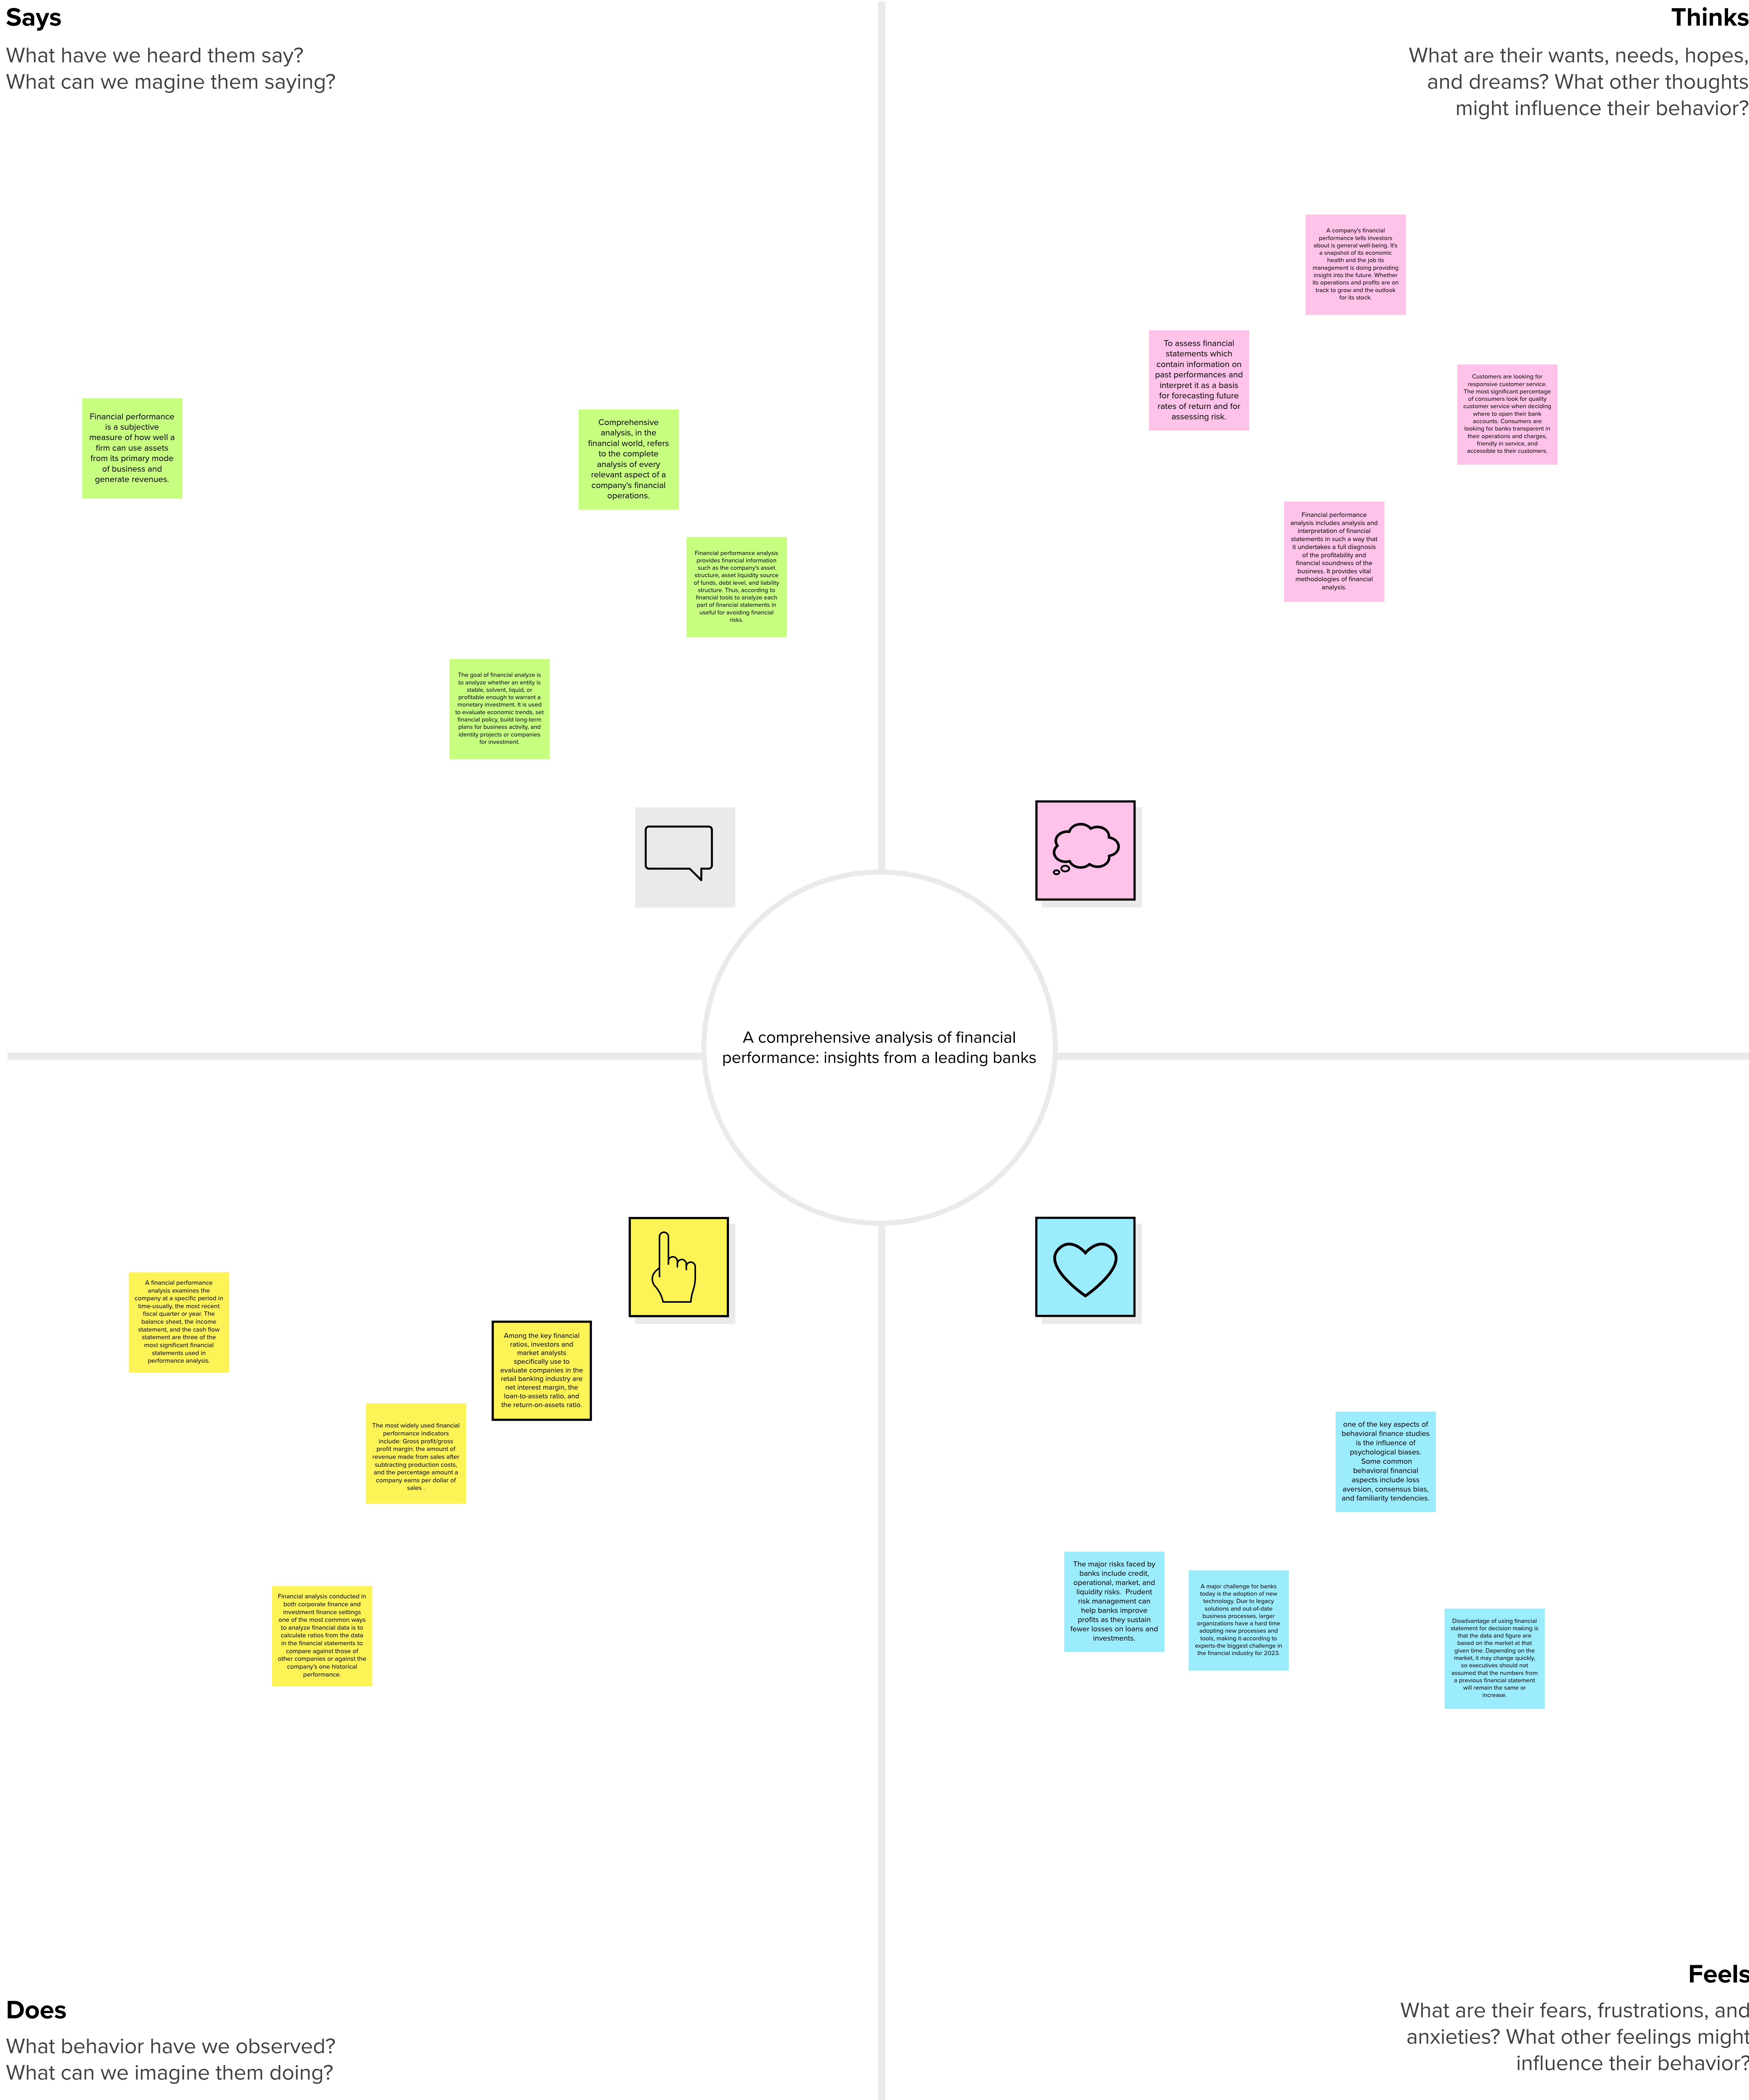 Says
What have we heard them say?
What can we magine them saying?
Thinks
What are their wants, needs, hopes,
and dreams? What other thoughts
might influence their behavior?
Financial performance
is a subjective
measure of how well a
firm can use assets
from its primary mode
of business and
generate revenues.
Comprehensive
analysis, in the
financial world, refers
to the complete
analysis of every
relevant aspect of a
company's financial
operations.
Financial performance analysis
provides financial information
such as the company's asset
structure, asset liquidity source
of funds, debt level, and liability
structure. Thus, according to
financial tools to analyze each
part of financial statements in
useful for avoiding financial
risks.
The goal of financial analyze is
to analyze whether an entity is
stable, solvent, liquid, or
profitable enough to warrant a
monetary investment. It is used
to evaluate economic trends, set
financial policy, build long-term
plans for business activity, and
identity projects or companies
for investment.
A company's financial
performance tells investors
about is general well-being. It's
a snapshot of its economic
health and the job its
management is doing providing
insight into the future. Whether
its operations and profits are on
track to grow and the outlook
for its stock.
To assess financial
statements which
contain information on
past performances and
interpret it as a basis
for forecasting future
rates of return and for
assessing risk.
Customers are looking for
responsive customer service.
The most significant percentage
of consumers look for quality
customer service when deciding
where to open their bank
accounts. Consumers are
looking for banks transparent in
their operations and charges,
friendly in service, and
accessible to their customers.
Financial performance
analysis includes analysis and
interpretation of financial
statements in such a way that
it undertakes a full diagnosis
of the profitability and
financial soundness of the
business. It provides vital
methodologies of financial
analysis.
A comprehensive analysis of financial
performance: insights from a leading banks
A financial performance
analysis examines the
company at a specific period in
time-usually, the most recent
fiscal quarter or year. The
balance sheet, the income
statement, and the cash flow
statement are three of the
most significant financial
statements used in
performance analysis.
Among the key financial
ratios, investors and
market analysts
specifically use to
evaluate companies in the
retail banking industry are
net interest margin, the
loan-to-assets ratio, and
the return-on-assets ratio.
The most widely used financial
performance indicators
include: Gross profit/gross
profit margin: the amount of
revenue made from sales after
subtracting production costs,
and the percentage amount a
company earns per dollar of
sales .
Financial analysis conducted in
both corporate finance and
investment finance settings
one of the most common ways
to analyze financial data is to
calculate ratios from the data
in the financial statements to
compare against those of
other companies or against the
company's one historical
performance.
one of the key aspects of
behavioral finance studies
is the influence of
psychological biases.
Some common
behavioral financial
aspects include loss
aversion, consensus bias,
and familiarity tendencies.
The major risks faced by
banks include credit,
operational, market, and
liquidity risks. Prudent
risk management can
help banks improve
profits as they sustain
fewer losses on loans and
investments.
A major challenge for banks
today is the adoption of new
technology. Due to legacy
solutions and out-of-date
business processes, larger
organizations have a hard time
adopting new processes and
tools, making it-according to
experts-the biggest challenge in
the financial industry for 2023.
Disadvantage of using financial
statement for decision making is
that the data and figure are
based on the market at that
given time. Depending on the
market, it may change quickly,
so executives should not
assumed that the numbers from
a previous financial statement
will remain the same or
increase.
Does
What behavior have we observed?
What can we imagine them doing?
Feels
What are their fears, frustrations, and
anxieties? What other feelings might
influence their behavior?